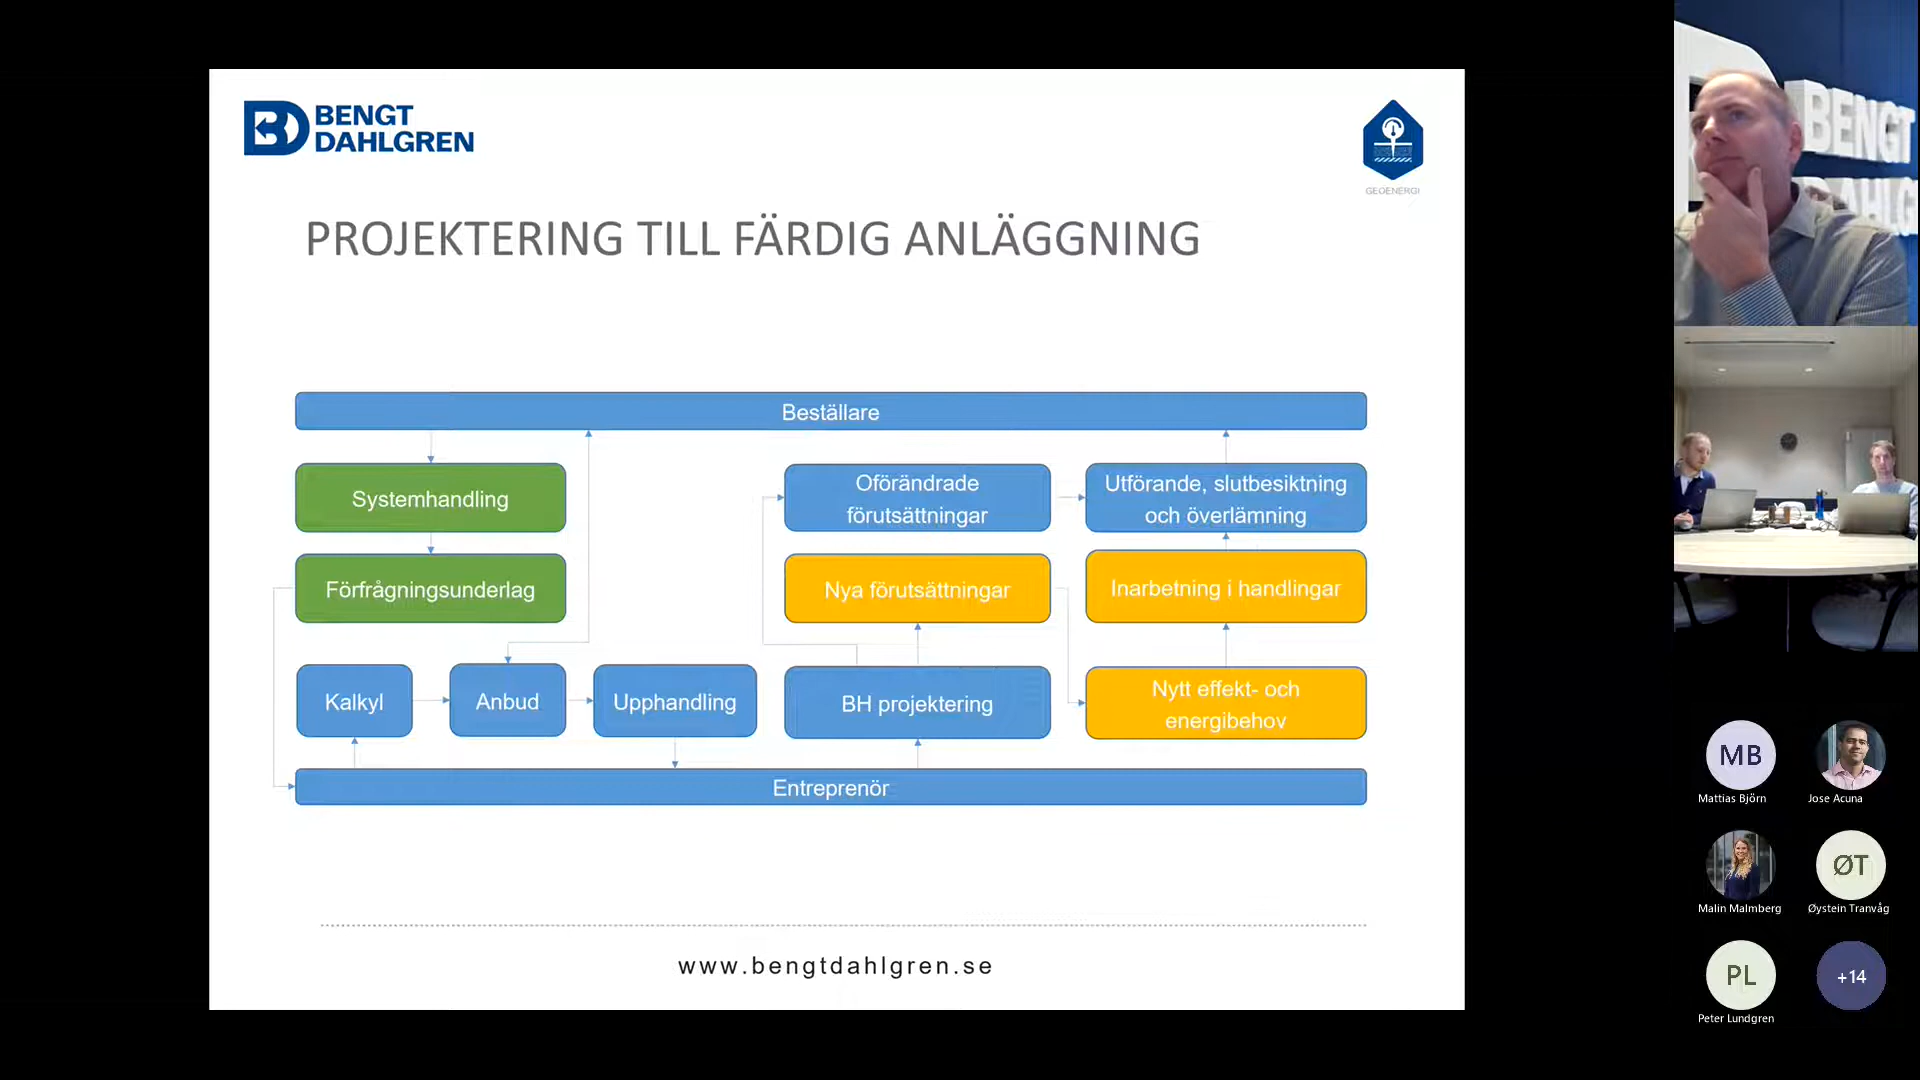 BENGT
DAHLGREN
GEOENERGI
PROJEKTERING TILL FÄRDIG ANLÄGGNING
Beställare
Systemhandling
Oförändrade
förutsättningar
Utförande, slutbesiktning
och överlämning
Förfrågningsunderlag
Nya förutsättningar
Inarbetning i handlingar
Kalkyl
Anbud
Upphandling
BH projektering
Nytt effekt- och
energibehov
Entreprenör
www.bengtdahlgren.se
BENGT
DAHLG
MB
Mattias Björn
Jose Acuna
Malin Malmberg
ØT
Øystein Tranvåg
PL
Peter Lundgren
+14